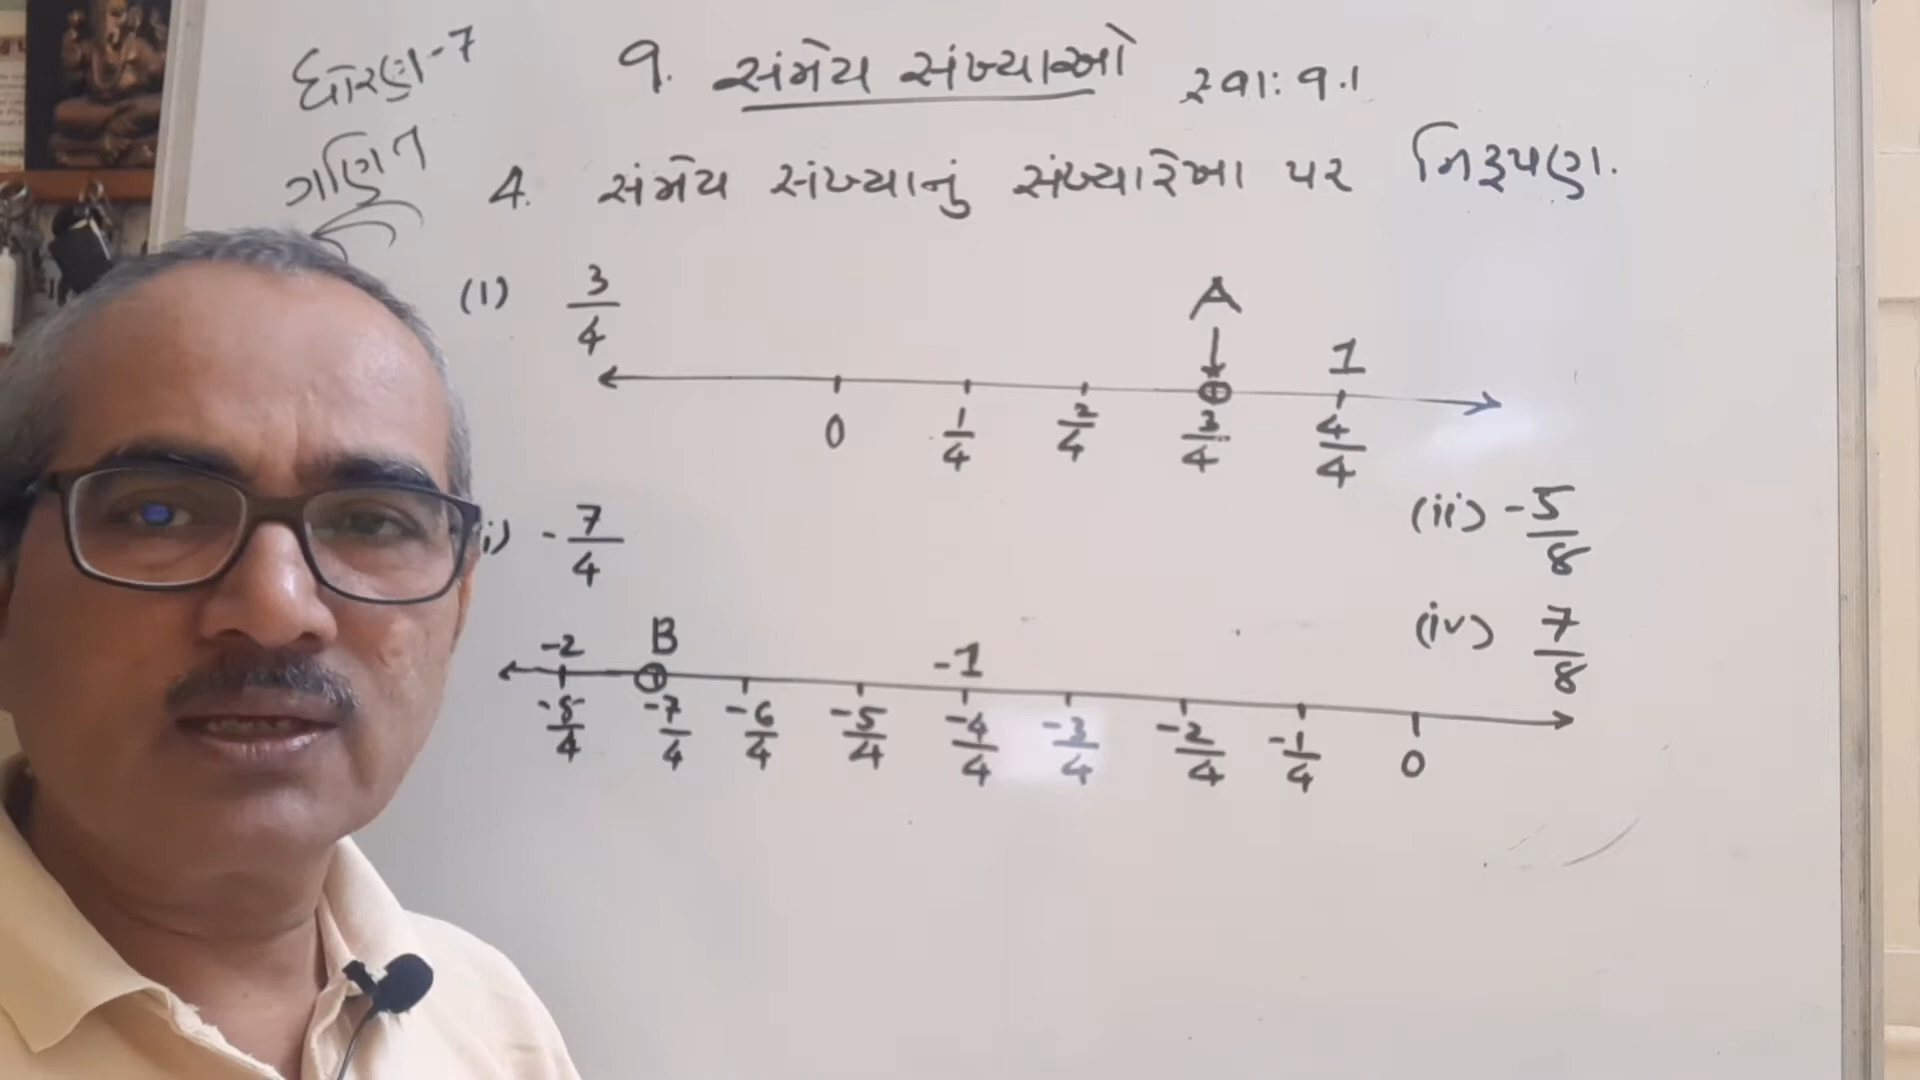 ધોરણ-7
ગણિત
9. સંમેય સંખ્યાઓ સ્વા: 9.1
4. સંમેય સંખ્યાનું સંખ્યારેખા પર નિરૂપણ.
(i) 3/4
A
1
0 1/4 2/4 3/4 4/4
(ii) -5/8
i) -7/4
(iv) 7/8
-2 B -1
-8/4 -7/4 -6/4 -5/4 -4/4 -3/4 -2/4 -1/4 0